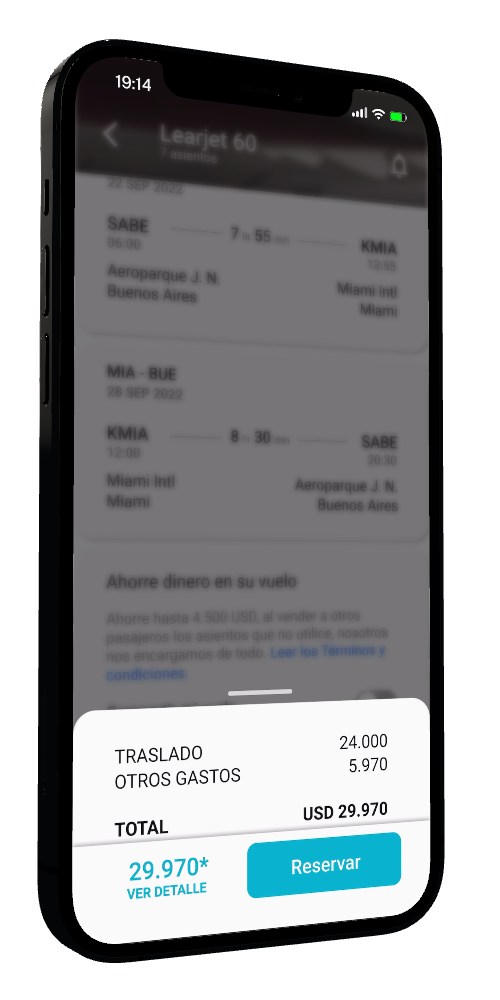 19:14
Learjet 60
7 asientos
22 SEP 2022
SABE 7 hr 55 min KMIA
06:00 13:55
Aeroparque J. N. Miami Intl
Buenos Aires Miami
MIA - BUE
28 SEP 2022
KMIA 8 hr 30 min SABE
12:00 20:30
Miami Intl Aeroparque J. N.
Miami Buenos Aires
Ahorre dinero en su vuelo
Ahorre hasta 4.500 USD, al vender a otros
pasajeros los asientos que no utilice, nosotros
nos encargamos de todo. Leer los Términos y
condiciones.
TRASLADO 24.000
OTROS GASTOS 5.970
TOTAL USD 29.970
29.970*
VER DETALLE
Reservar